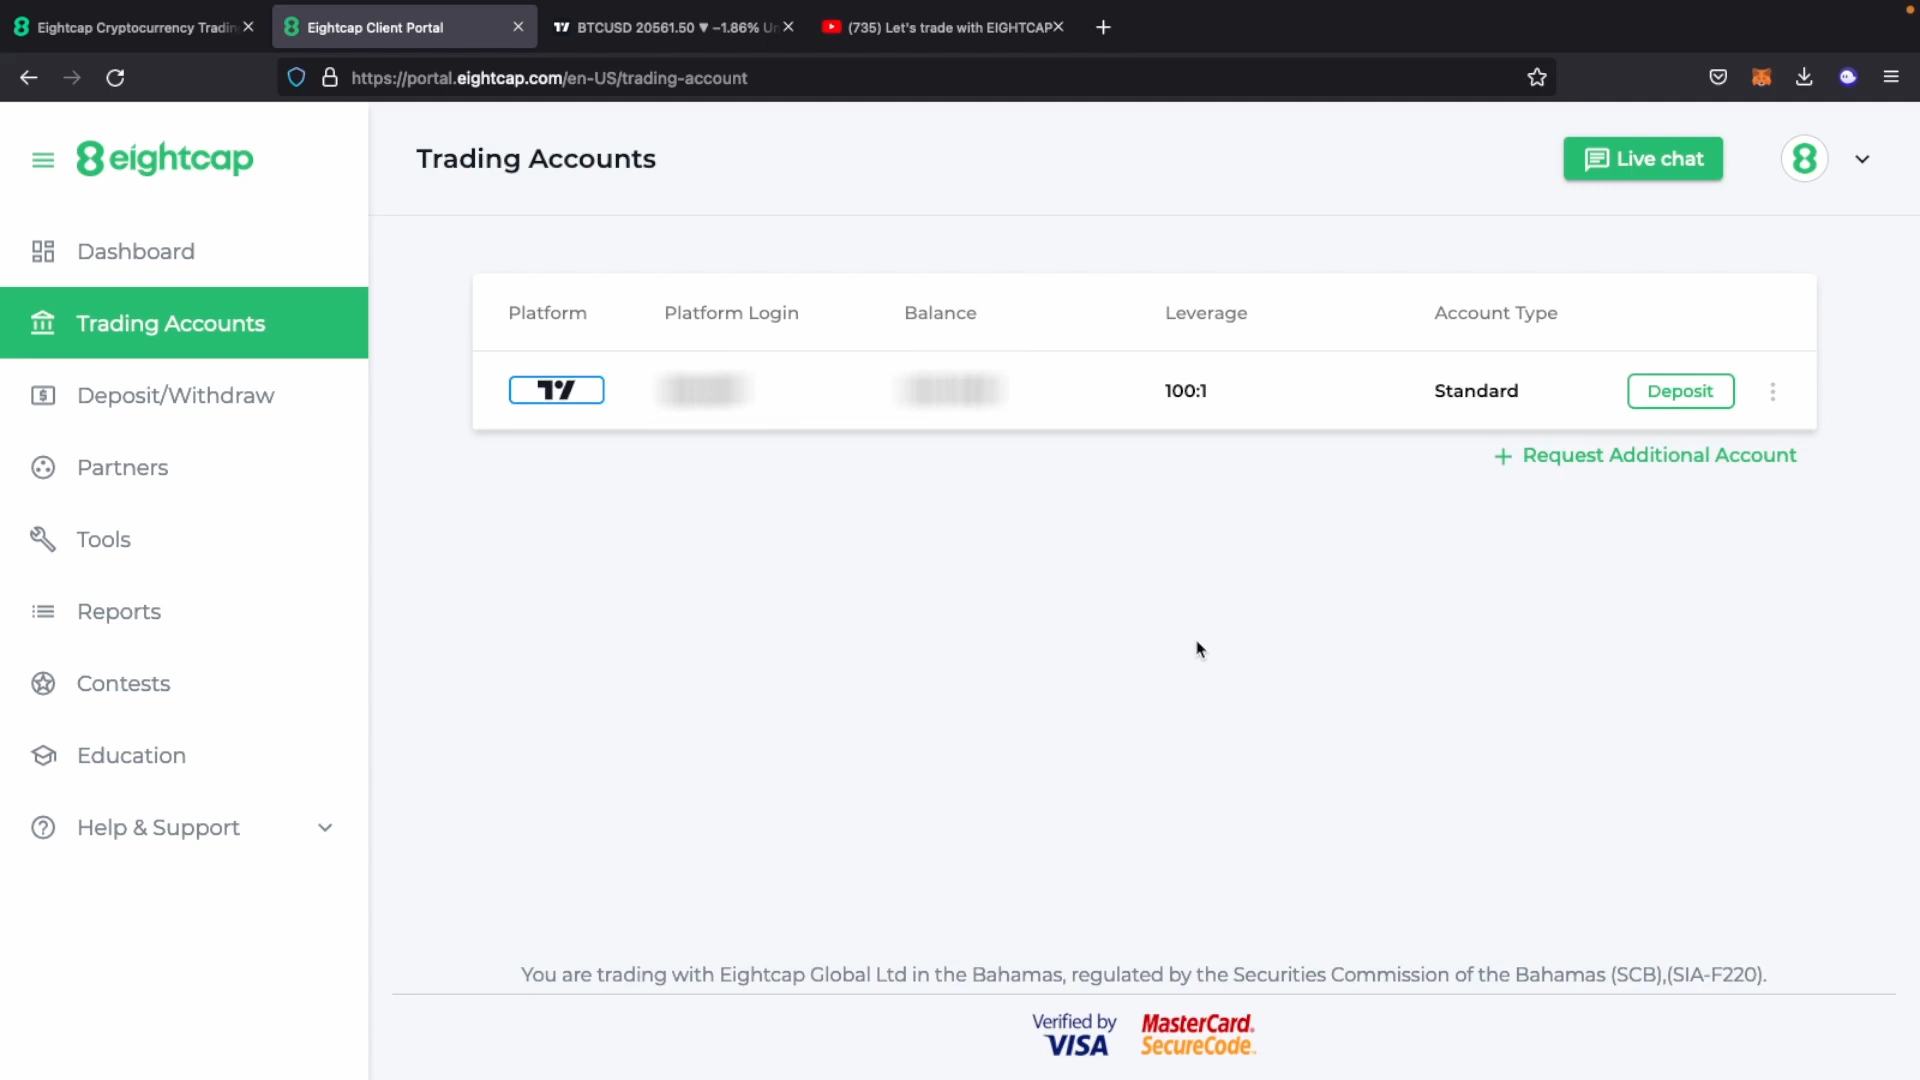 Eightcap Cryptocurrency Tradin
Eightcap Client Portal
BTCUSD 20561.50 ▼ −1.86% Un
(735) Let's trade with EIGHTCAP
https://portal.eightcap.com/en-US/trading-account
eightcap
Trading Accounts
Live chat
Dashboard
Trading Accounts
Deposit/Withdraw
Partners
Tools
Reports
Contests
Education
Help & Support
Platform Platform Login Balance Leverage Account Type
100:1 Standard Deposit
+ Request Additional Account
You are trading with Eightcap Global Ltd in the Bahamas, regulated by the Securities Commission of the Bahamas (SCB),(SIA-F220).
Verified by
VISA
MasterCard.
SecureCode.